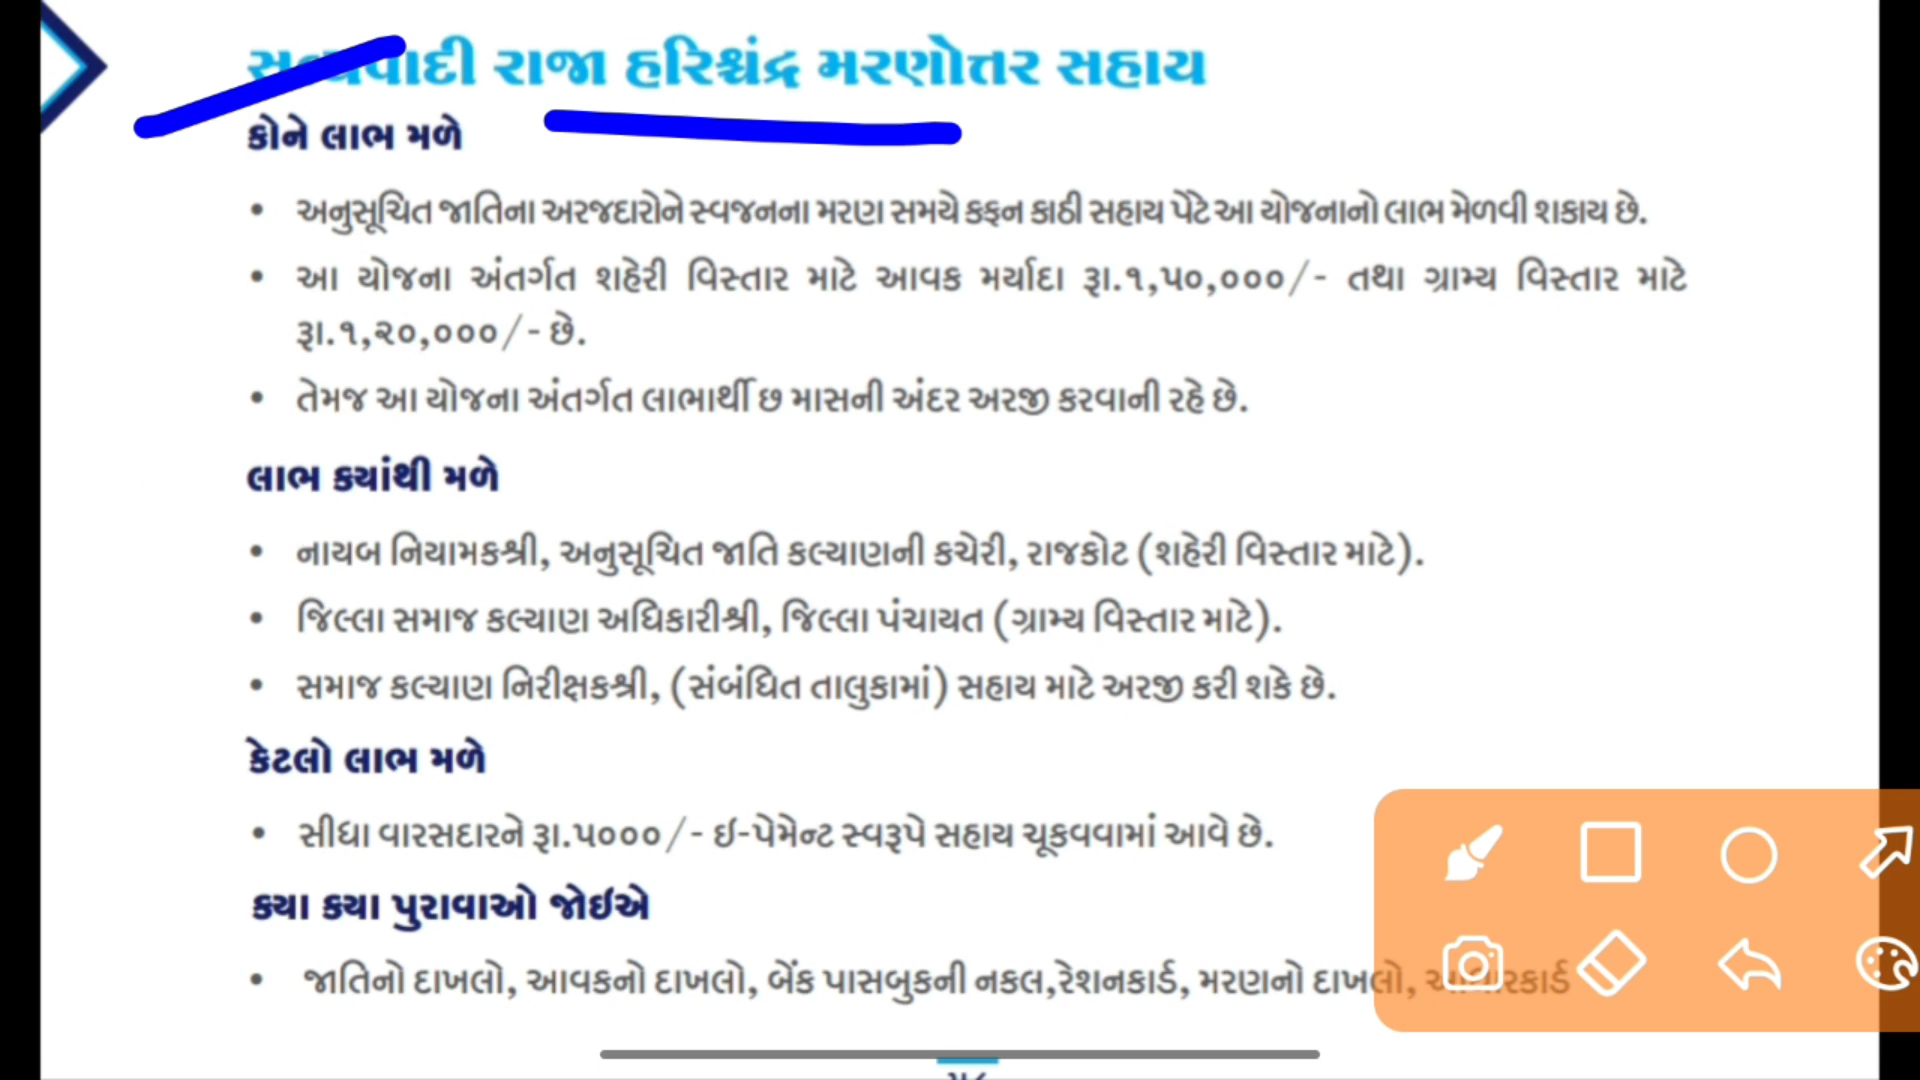 સત્યવાદી રાજા હરિશ્ચંદ્ર મરણોત્તર સહાય
કોને લાભ મળે
• અનુસૂચિત જાતિના અરજદારોને સ્વજનના મરણ સમયે કફન કાઠી સહાય પેટે આ યોજનાનો લાભ મેળવી શકાય છે.
• આ યોજના અંતર્ગત શહેરી વિસ્તાર માટે આવક મર્યાદા રૂા.૧,૫૦,૦૦૦/- તથા ગ્રામ્ય વિસ્તાર માટે
રૂા.૧,૨૦,૦૦૦/- છે.
• તેમજ આ યોજના અંતર્ગત લાભાર્થી છ માસની અંદર અરજી કરવાની રહે છે.
લાભ ક્યાંથી મળે
• નાયબ નિયામકશ્રી, અનુસૂચિત જાતિ કલ્યાણની કચેરી, રાજકોટ (શહેરી વિસ્તાર માટે).
• જિલ્લા સમાજ કલ્યાણ અધિકારીશ્રી, જિલ્લા પંચાયત (ગ્રામ્ય વિસ્તાર માટે).
• સમાજ કલ્યાણ નિરીક્ષકશ્રી, (સંબંધિત તાલુકામાં) સહાય માટે અરજી કરી શકે છે.
કેટલો લાભ મળે
• સીધા વારસદારને રૂા.૫૦૦૦/- ઈ-પેમેન્ટ સ્વરૂપે સહાય ચૂકવવામાં આવે છે.
ક્યા ક્યા પુરાવાઓ જોઈએ
• જાતિનો દાખલો, આવકનો દાખલો, બેંક પાસબુકની નકલ,રેશનકાર્ડ, મરણનો દાખલો, આધારકાર્ડ